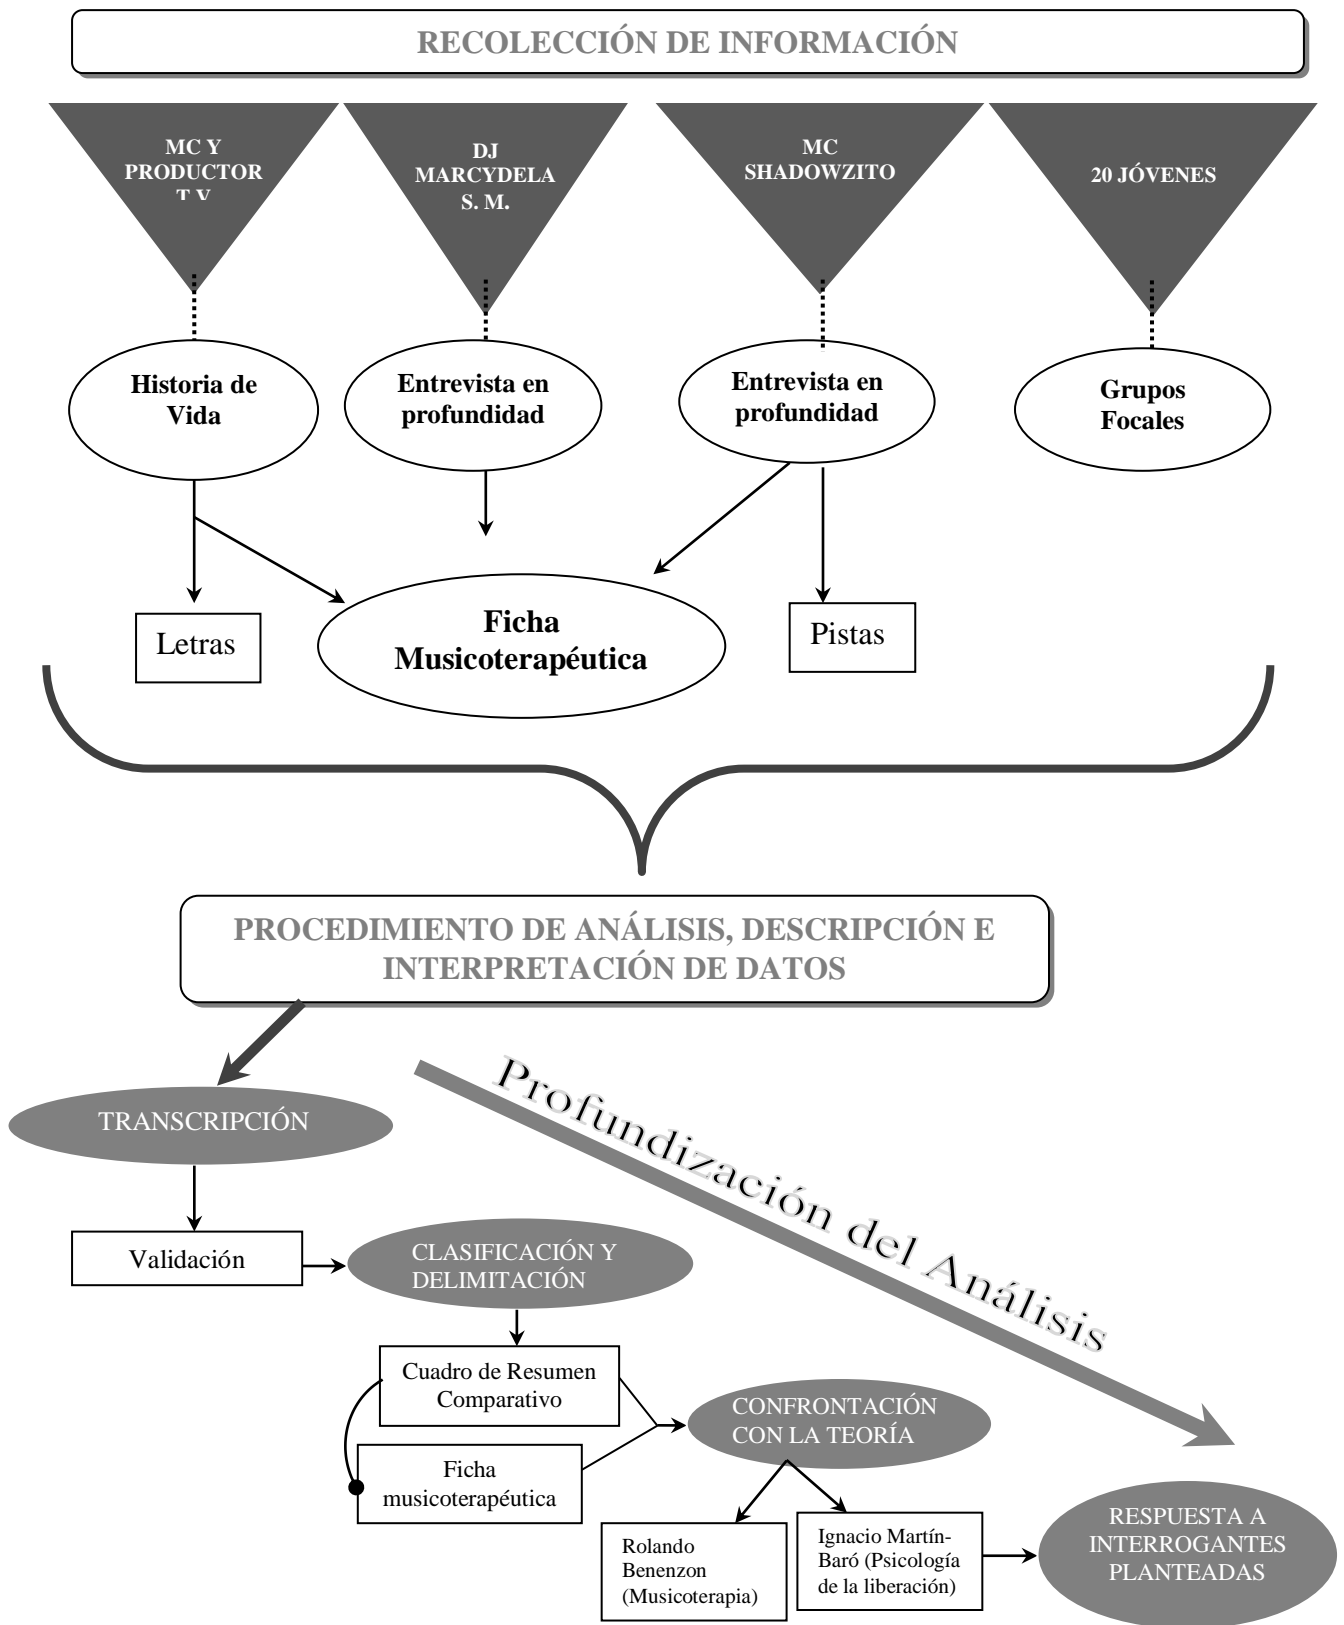 RECOLECCIÓN DE INFORMACIÓN
MC Y
PRODUCTOR
T.V
DJ
MARCYDELA
S. M.
MC
SHADOWZITO
20 JÓVENES
Historia de
Vida
Entrevista en
profundidad
Entrevista en
profundidad
Grupos
Focales
Letras
Ficha
Musicoterapéutica
Pistas
PROCEDIMIENTO DE ANÁLISIS, DESCRIPCIÓN E
INTERPRETACIÓN DE DATOS
TRANSCRIPCIÓN
Profundización del Análisis
Validación
CLASIFICACIÓN Y
DELIMITACIÓN
Cuadro de Resumen
Comparativo
Ficha
musicoterapéutica
CONFRONTACIÓN
CON LA TEORÍA
Rolando
Benenzon
(Musicoterapia)
Ignacio Martín-
Baró (Psicología
de la liberación)
RESPUESTA A
INTERROGANTES
PLANTEADAS